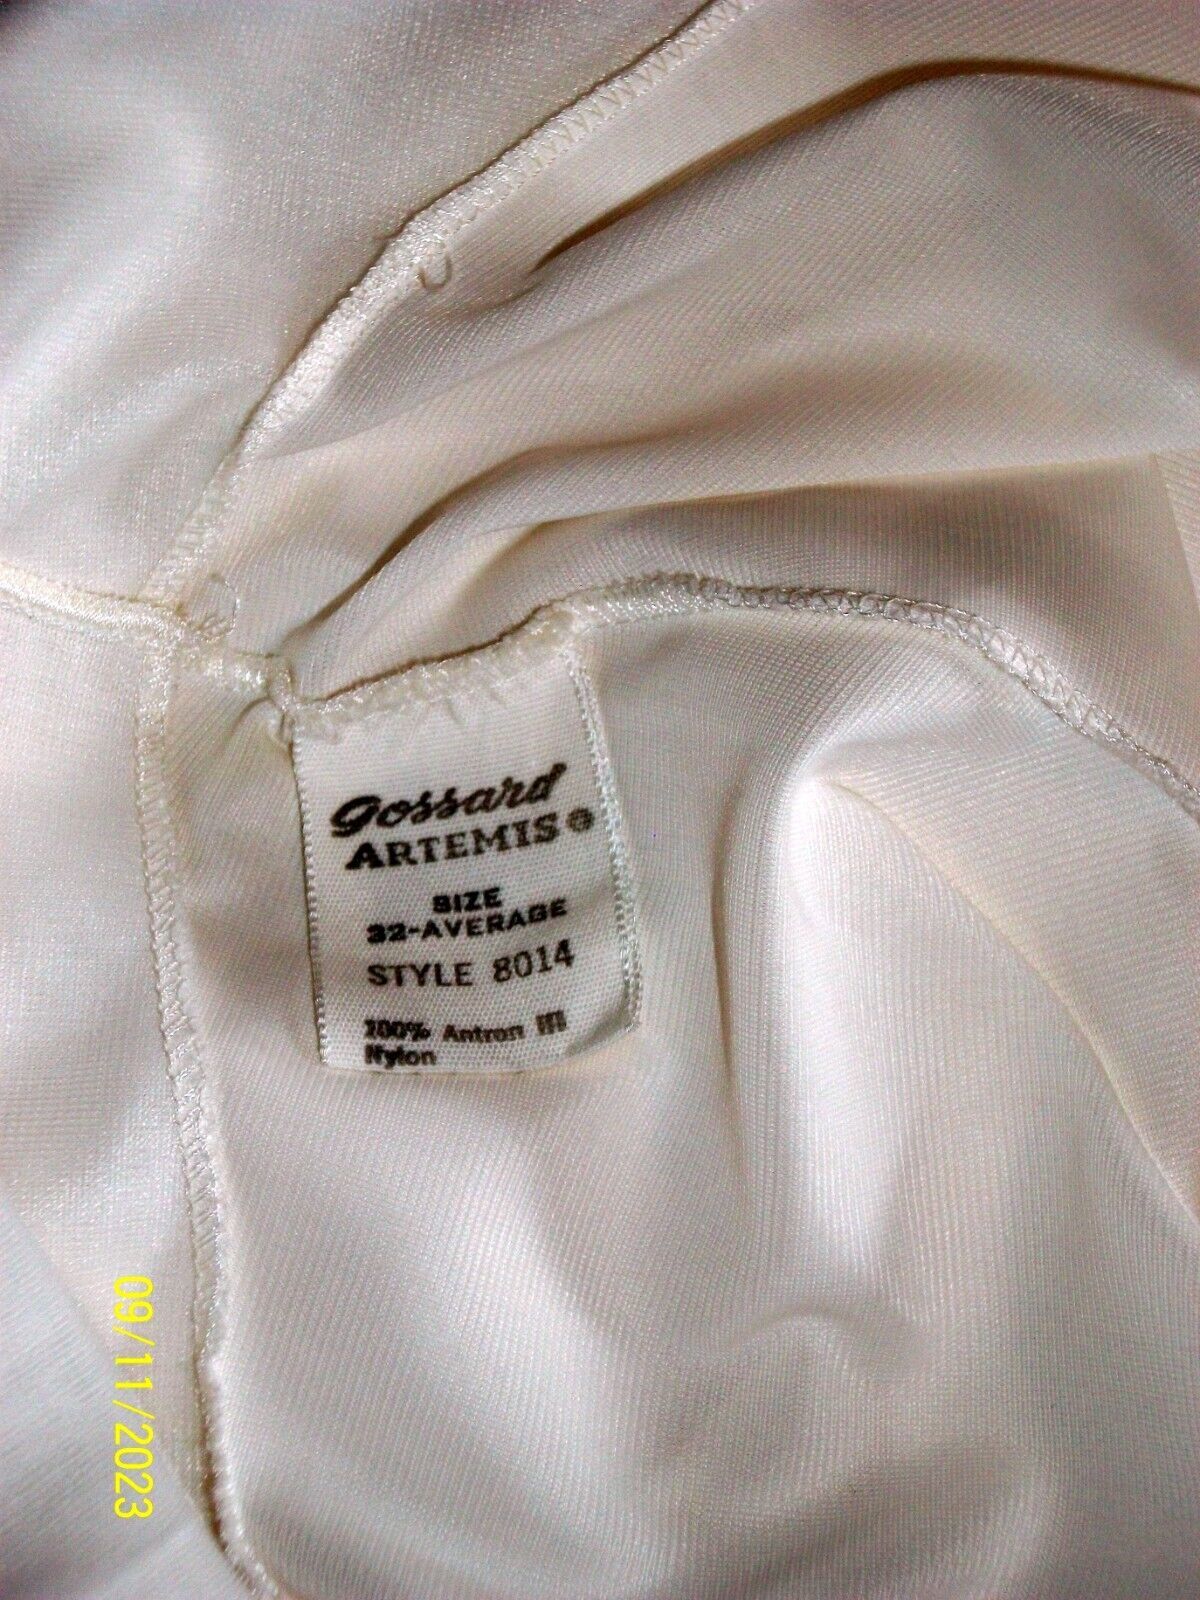 Gossard
ARTEMIS®
SIZE
32-AVERAGE
STYLE 8014
100% Antron III
Nylon
09/11/2023